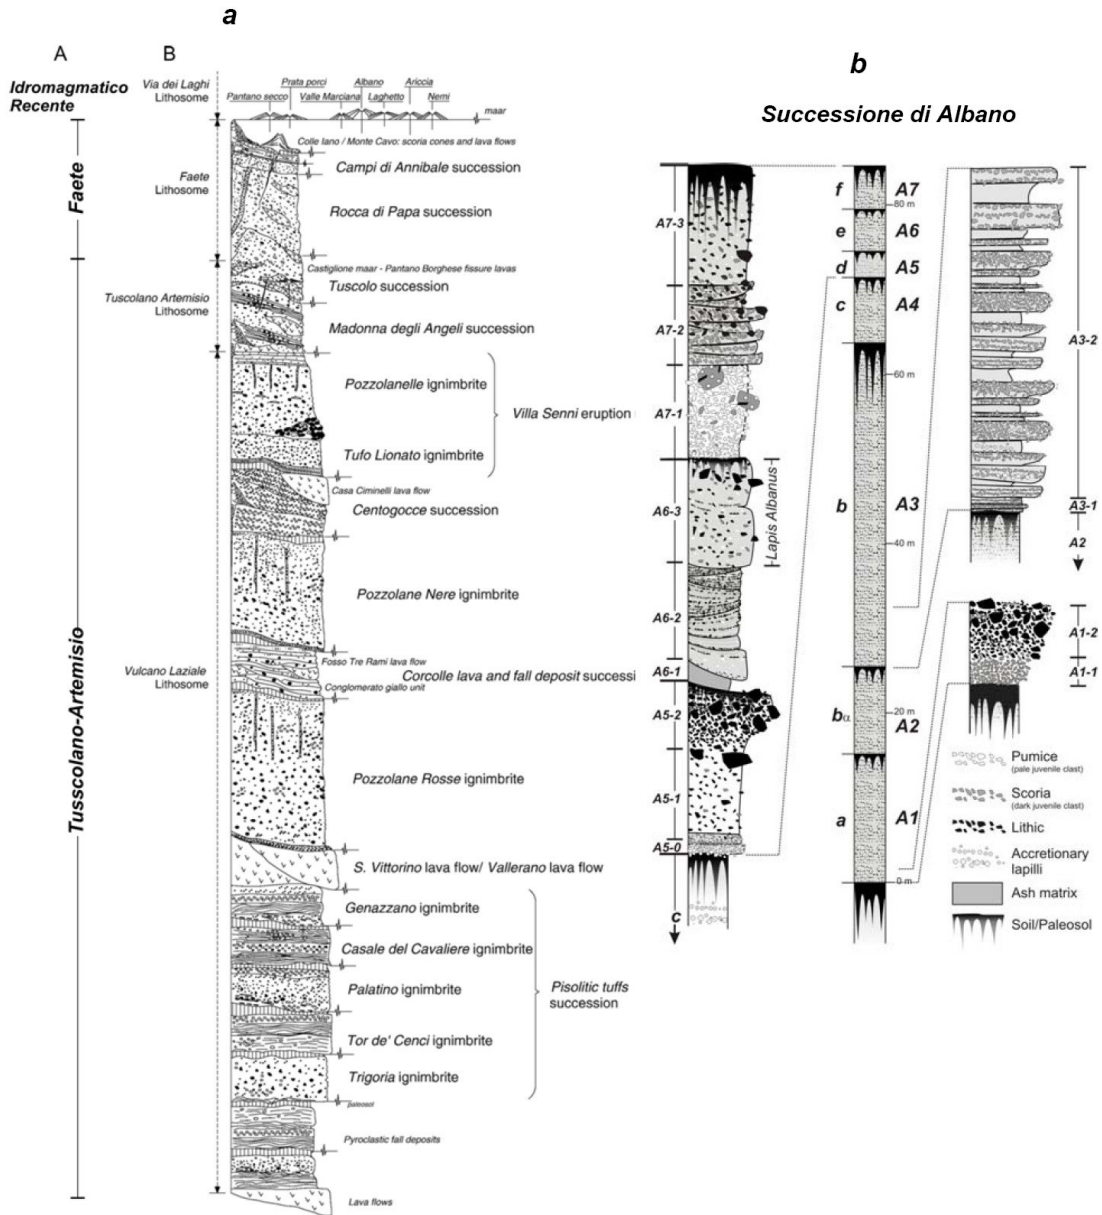 a
A
B
Idromagmatico
Recente
Via dei Laghi
Lithosome
Prata porci
Albano
Ariccia
Pantano secco
Valle Marciana
Laghetto
Nemi
maar
Colle Iano / Monte Cavo: scoria cones and lava flows
Campi di Annibale succession
Faete
Faete
Lithosome
Rocca di Papa succession
Castiglione maar - Pantano Borghese fissure lavas
Tuscolo succession
Tuscolano Artemisio
Lithosome
Madonna degli Angeli succession
Pozzolanelle ignimbrite
Villa Senni eruption
Tufo Lionato ignimbrite
Casa Ciminelli lava flow
Centogocce succession
Pozzolane Nere ignimbrite
Tusscolano-Artemisio
Vulcano Laziale
Lithosome
Fosso Tre Rami lava flow
Corcolle lava and fall deposit successi
Conglomerato giallo unit
Pozzolane Rosse ignimbrite
S. Vittorino lava flow/ Vallerano lava flow
Genazzano ignimbrite
Casale del Cavaliere ignimbrite
Palatino ignimbrite
Pisolitic tuffs
succession
Tor de' Cenci ignimbrite
Trigoria ignimbrite
paleosol
Pyroclastic fall deposits
Lava flows
b
Successione di Albano
A7-3
A7-2
A7-1
A6-3
Lapis Albanus
A6-2
A6-1
A5-2
A5-1
A5-0
c
f
A7
80 m
e
A6
d
A5
c
A4
60 m
b
A3
40 m
bα
A2
20 m
a
A1
0 m
A3-2
A3-1
A2
A1-2
A1-1
Pumice
(pale juvenile clast)
Scoria
(dark juvenile clast)
Lithic
Accretionary
lapilli
Ash matrix
Soil/Paleosol